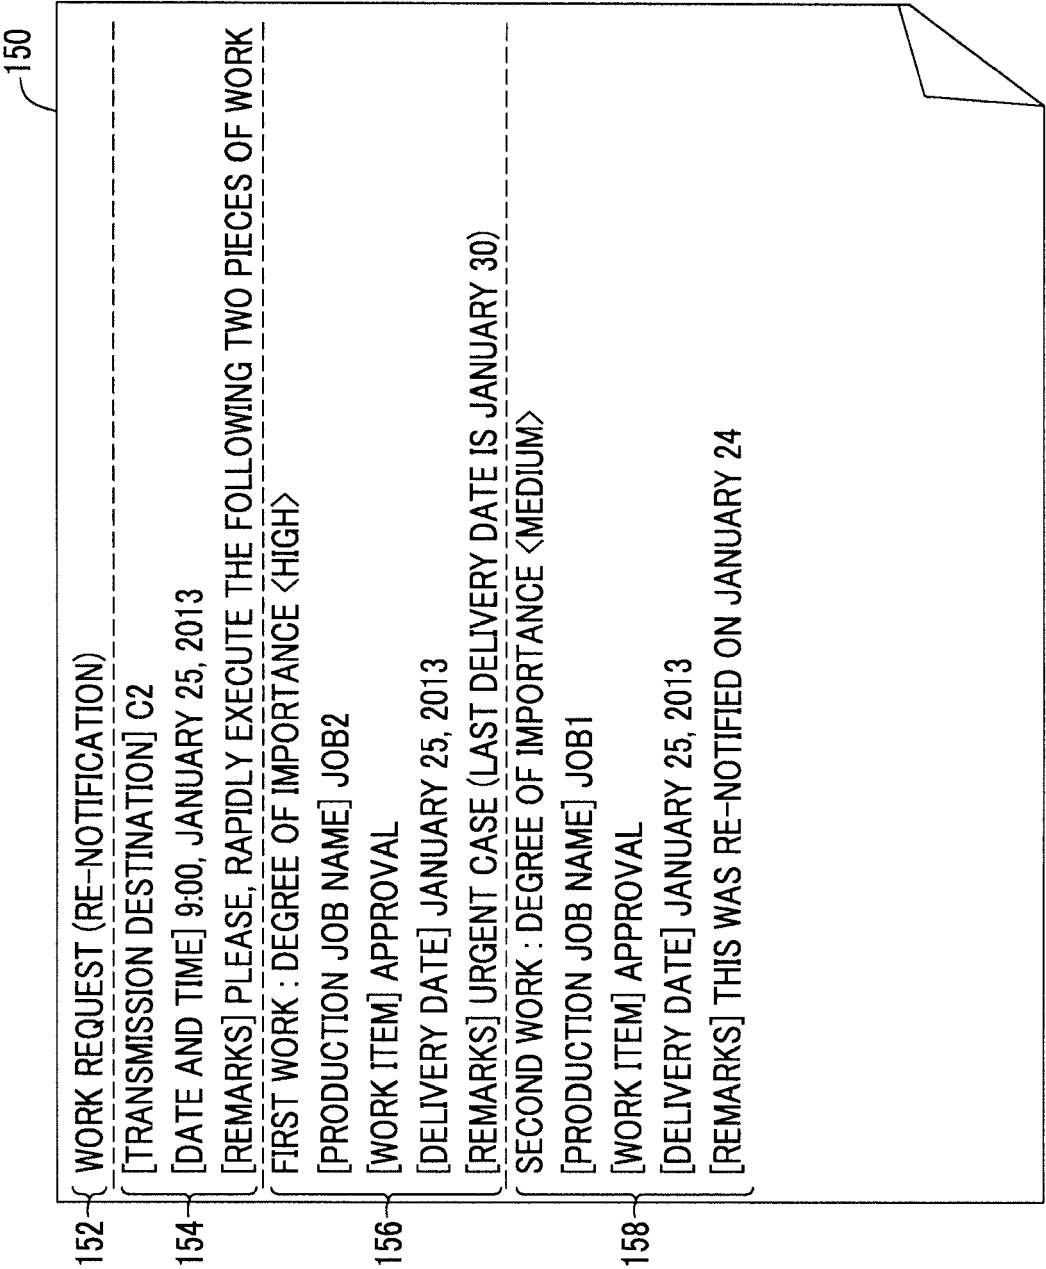 150
152 WORK REQUEST (RE-NOTIFICATION)
154
[TRANSMISSION DESTINATION] C2
[DATE AND TIME] 9:00, JANUARY 25, 2013
[REMARKS] PLEASE, RAPIDLY EXECUTE THE FOLLOWING TWO PIECES OF WORK
156
FIRST WORK : DEGREE OF IMPORTANCE <HIGH>
[PRODUCTION JOB NAME] JOB2
[WORK ITEM] APPROVAL
[DELIVERY DATE] JANUARY 25, 2013
[REMARKS] URGENT CASE (LAST DELIVERY DATE IS JANUARY 30)
158
SECOND WORK : DEGREE OF IMPORTANCE <MEDIUM>
[PRODUCTION JOB NAME] JOB1
[WORK ITEM] APPROVAL
[DELIVERY DATE] JANUARY 25, 2013
[REMARKS] THIS WAS RE-NOTIFIED ON JANUARY 24